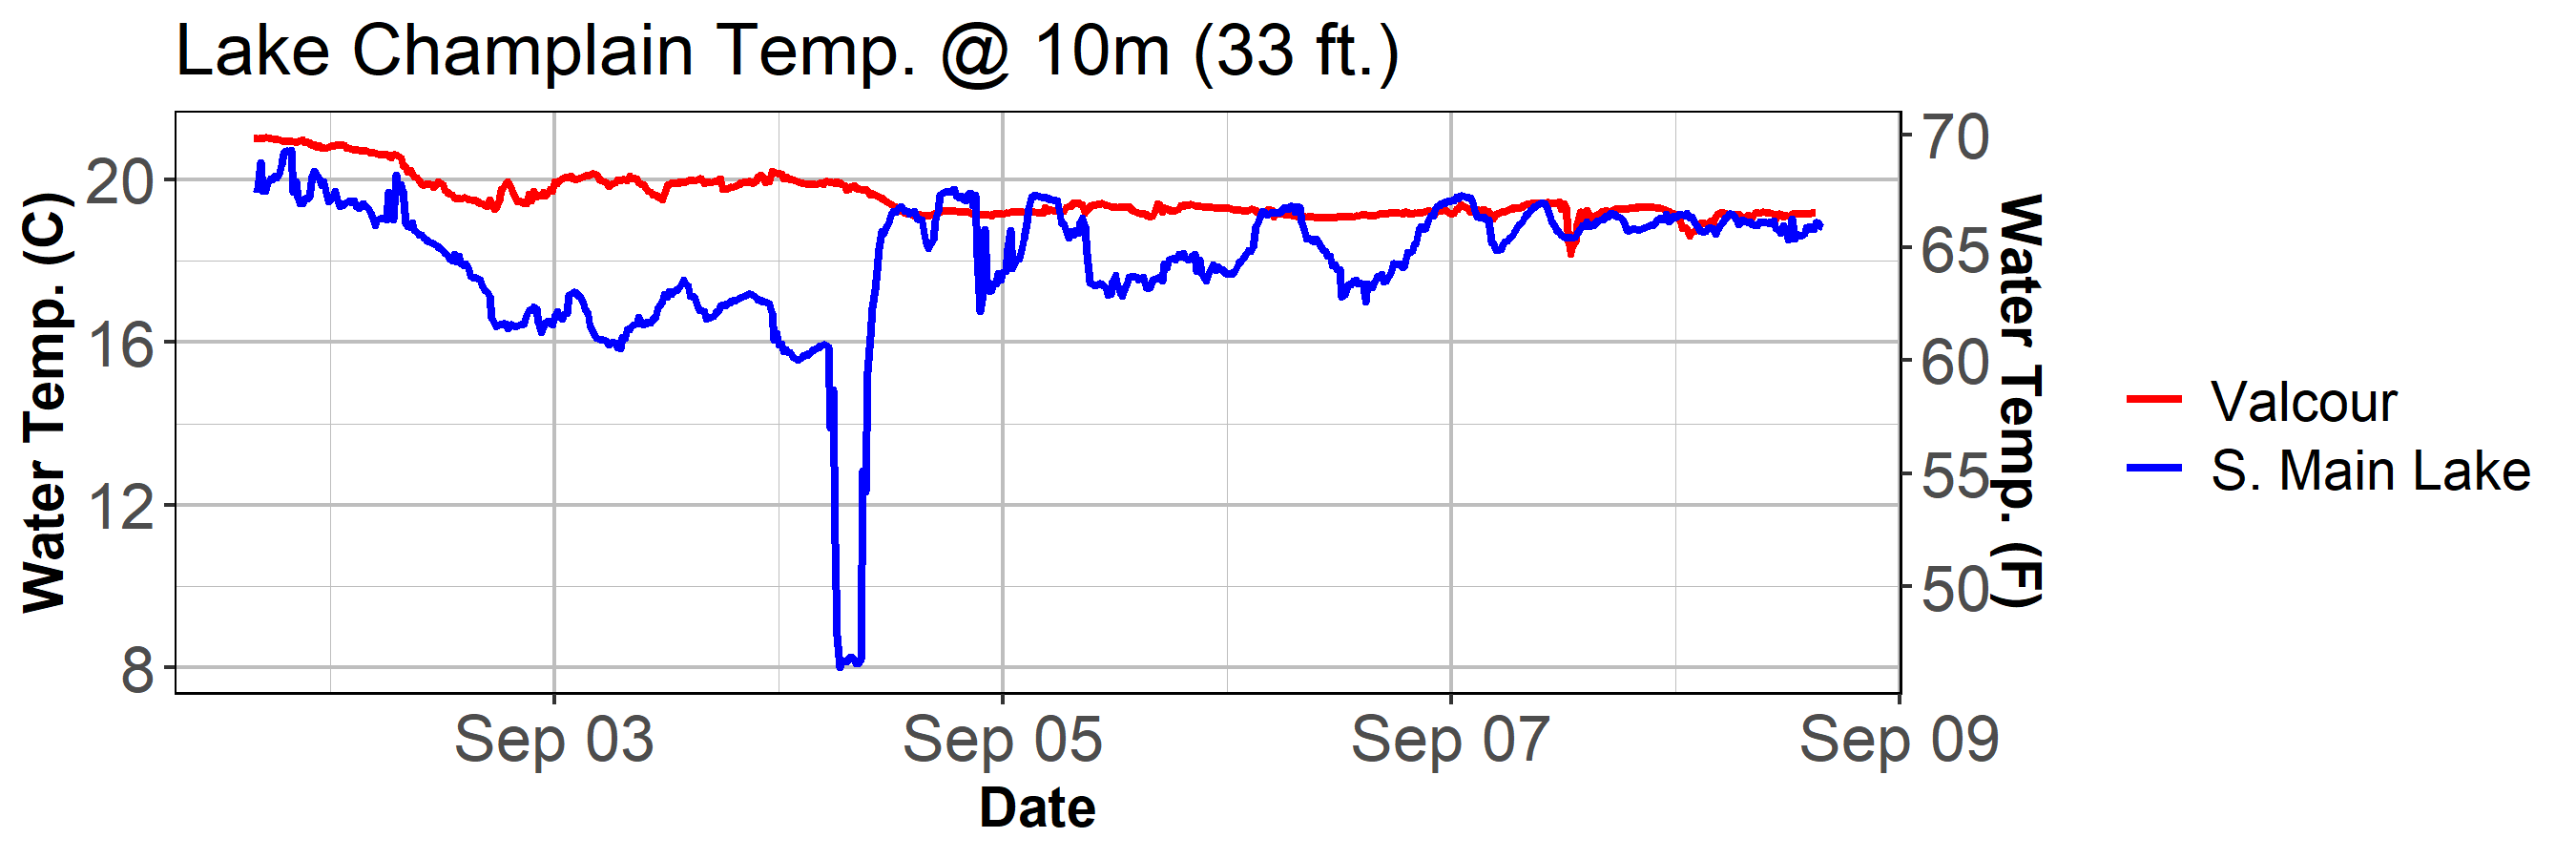 Lake Champlain Temp. @ 10m (33 ft.)
Water Temp. (C)
20
16
12
8
70
65
60
55
50
Water Temp. (F)
Sep 03
Sep 05
Sep 07
Sep 09
Date
Valcour
S. Main Lake